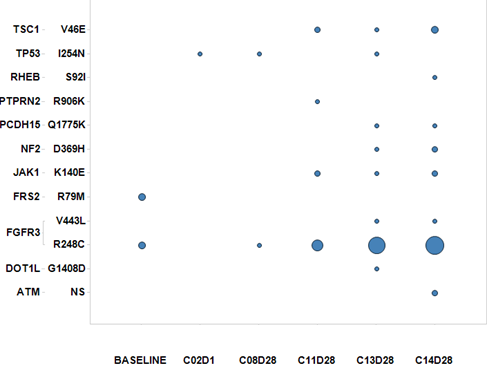 TSC1 V46E
TP53 I254N
RHEB S92I
PTPRN2 R906K
PCDH15 Q1775K
NF2 D369H
JAK1 K140E
FRS2 R79M
V443L
FGFR3
R248C
DOT1L G1408D
ATM NS
BASELINE C02D1 C08D28 C11D28 C13D28 C14D28